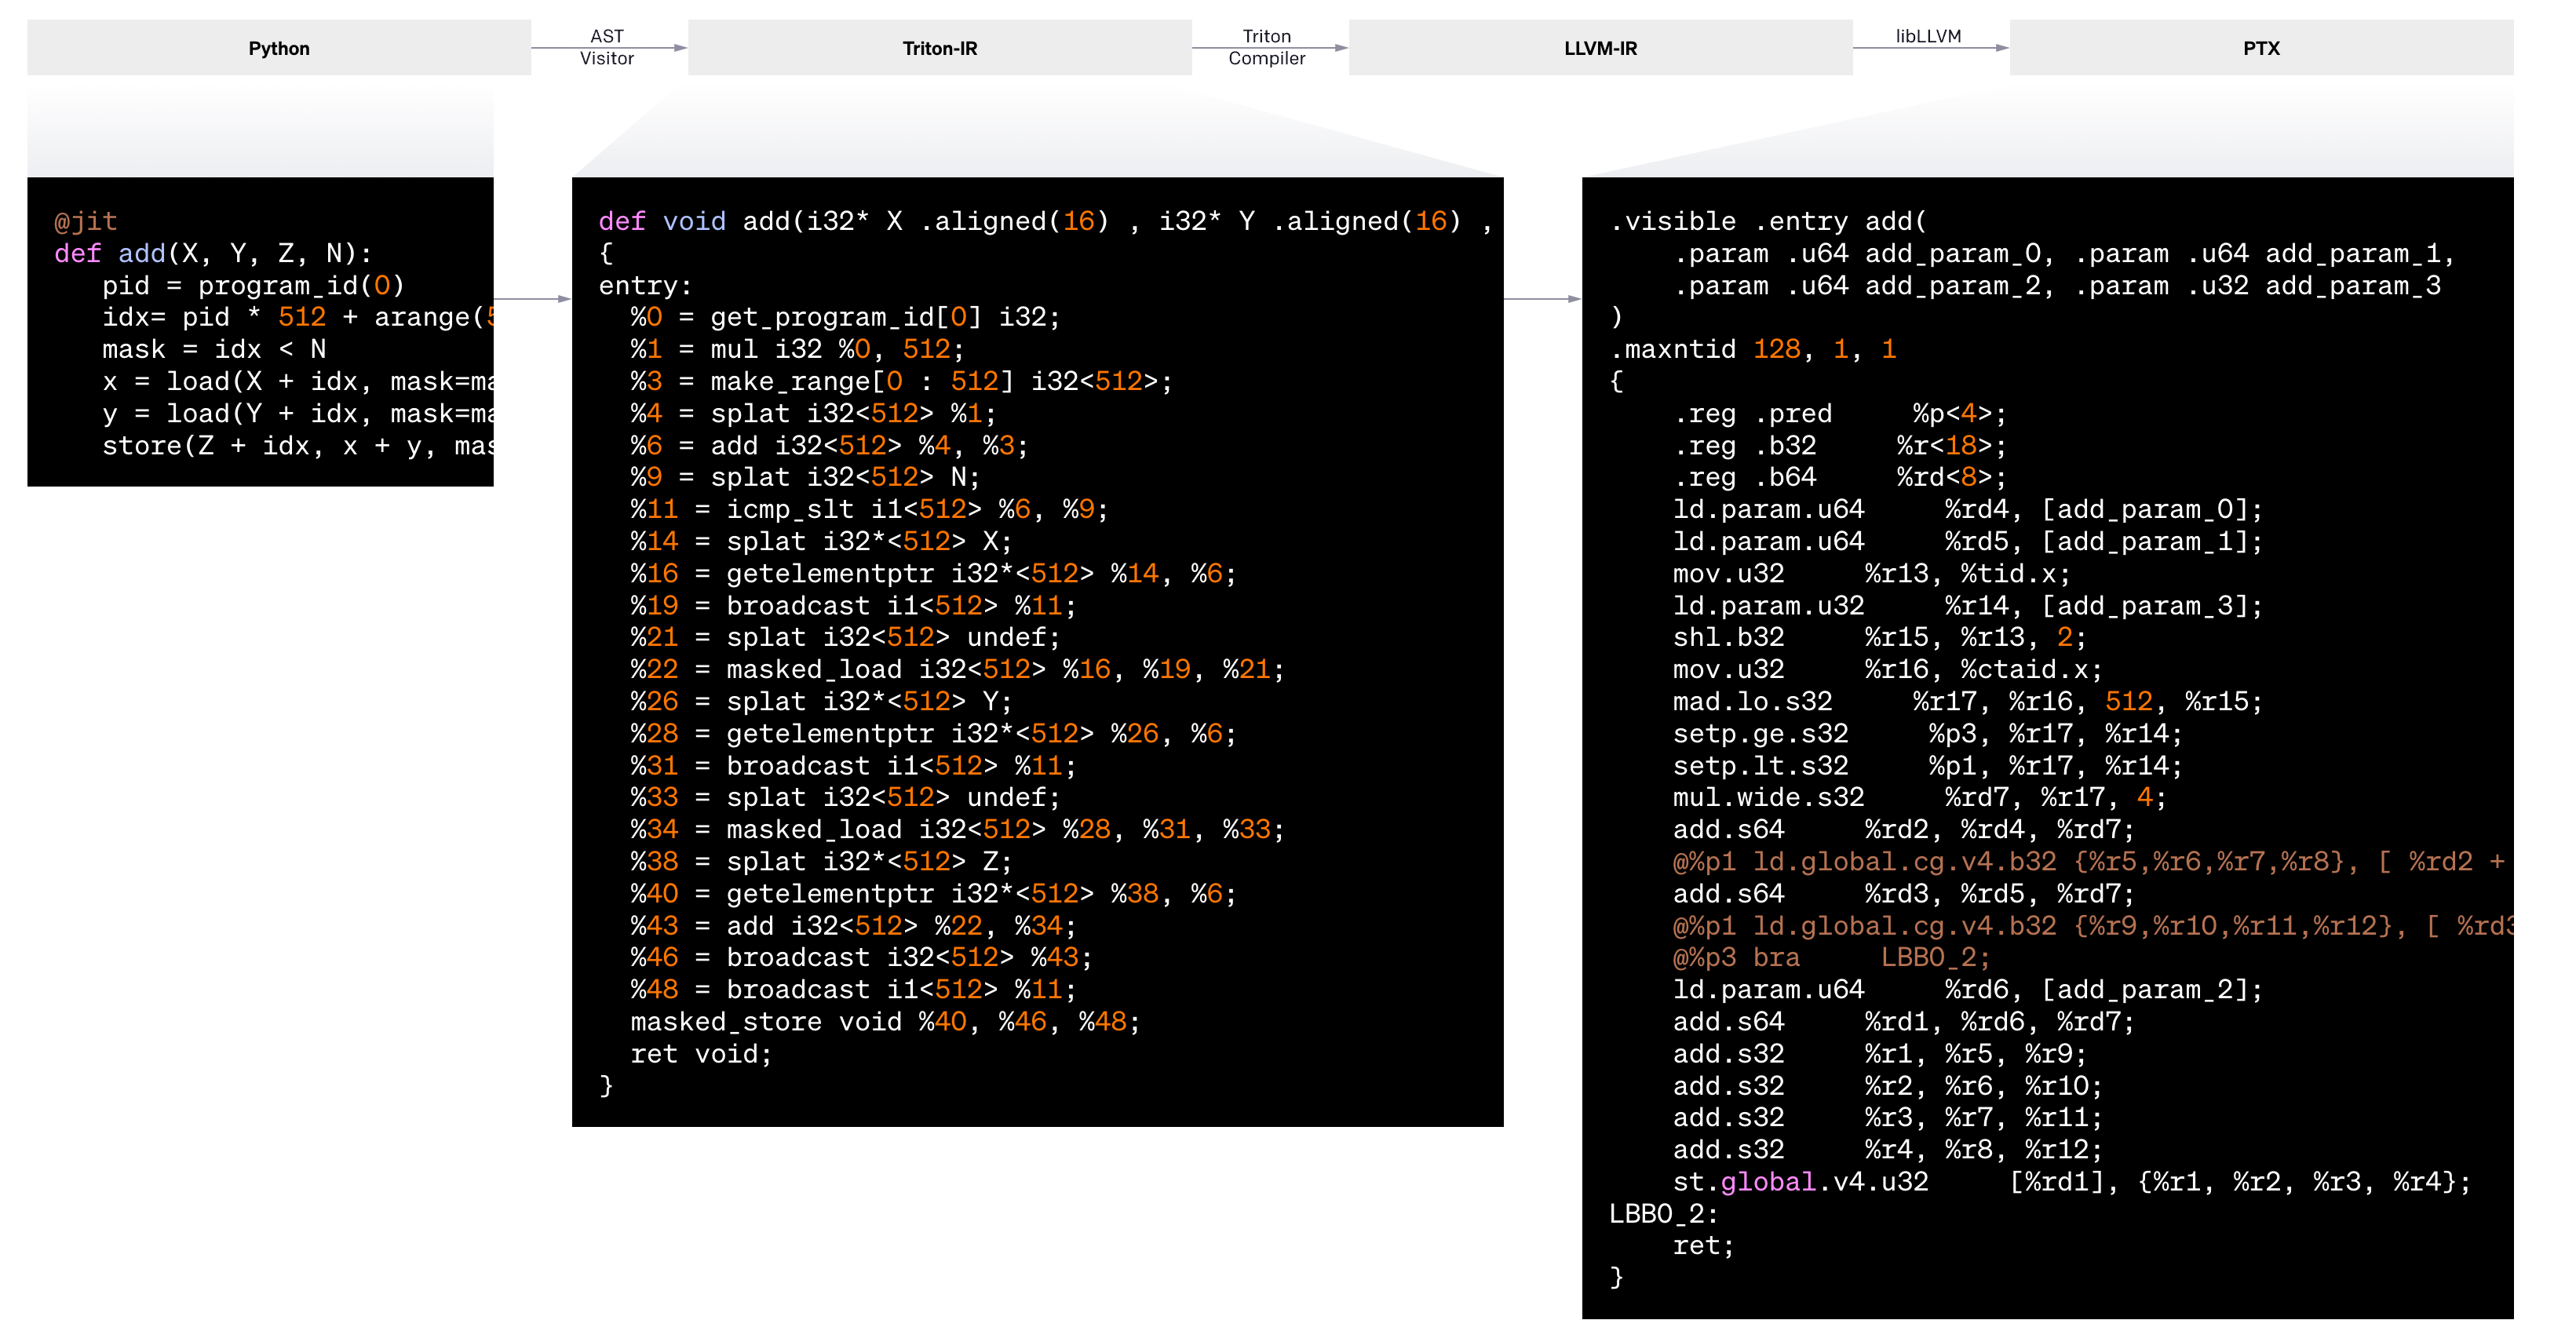 Python
AST
Visitor
Triton-IR
Triton
Compiler
LLVM-IR
libLLVM
PTX
@jit
def add(X, Y, Z, N):
    pid = program_id(0)
    idx= pid * 512 + arange(
    mask = idx < N
    x = load(X + idx, mask=ma
    y = load(Y + idx, mask=ma
    store(Z + idx, x + y, mas
def void add(i32* X .aligned(16) , i32* Y .aligned(16) ,
{
entry:
  %0 = get_program_id[0] i32;
  %1 = mul i32 %0, 512;
  %3 = make_range[0 : 512] i32<512>;
  %4 = splat i32<512> %1;
  %6 = add i32<512> %4, %3;
  %9 = splat i32<512> N;
  %11 = icmp_slt i1<512> %6, %9;
  %14 = splat i32*<512> X;
  %16 = getelementptr i32*<512> %14, %6;
  %19 = broadcast i1<512> %11;
  %21 = splat i32<512> undef;
  %22 = masked_load i32<512> %16, %19, %21;
  %26 = splat i32*<512> Y;
  %28 = getelementptr i32*<512> %26, %6;
  %31 = broadcast i1<512> %11;
  %33 = splat i32<512> undef;
  %34 = masked_load i32<512> %28, %31, %33;
  %38 = splat i32*<512> Z;
  %40 = getelementptr i32*<512> %38, %6;
  %43 = add i32<512> %22, %34;
  %46 = broadcast i32<512> %43;
  %48 = broadcast i1<512> %11;
  masked_store void %40, %46, %48;
  ret void;
}
.visible .entry add(
    .param .u64 add_param_0, .param .u64 add_param_1,
    .param .u64 add_param_2, .param .u32 add_param_3
)
.maxntid 128, 1, 1
{
    .reg .pred     %p<4>;
    .reg .b32     %r<18>;
    .reg .b64     %rd<8>;
    ld.param.u64     %rd4, [add_param_0];
    ld.param.u64     %rd5, [add_param_1];
    mov.u32     %r13, %tid.x;
    ld.param.u32     %r14, [add_param_3];
    shl.b32     %r15, %r13, 2;
    mov.u32     %r16, %ctaid.x;
    mad.lo.s32     %r17, %r16, 512, %r15;
    setp.ge.s32     %p3, %r17, %r14;
    setp.lt.s32     %p1, %r17, %r14;
    mul.wide.s32     %rd7, %r17, 4;
    add.s64     %rd2, %rd4, %rd7;
    @%p1 ld.global.cg.v4.b32 {%r5,%r6,%r7,%r8}, [ %rd2 +
    add.s64     %rd3, %rd5, %rd7;
    @%p1 ld.global.cg.v4.b32 {%r9,%r10,%r11,%r12}, [ %rd3
    @%p3 bra     LBB0_2;
    ld.param.u64     %rd6, [add_param_2];
    add.s64     %rd1, %rd6, %rd7;
    add.s32     %r1, %r5, %r9;
    add.s32     %r2, %r6, %r10;
    add.s32     %r3, %r7, %r11;
    add.s32     %r4, %r8, %r12;
    st.global.v4.u32     [%rd1], {%r1, %r2, %r3, %r4};
LBB0_2:
    ret;
}